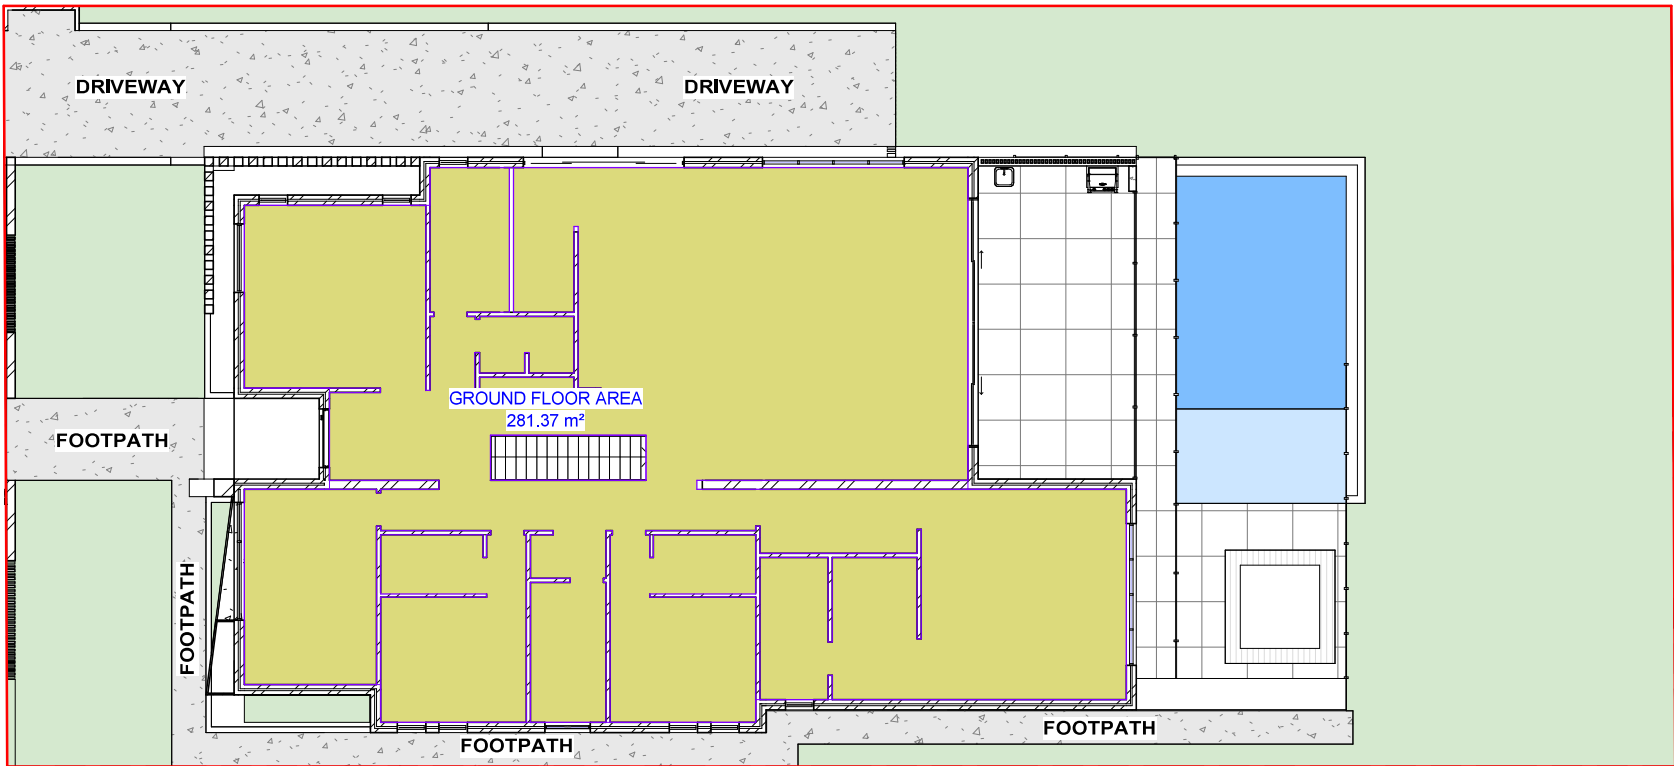 DRIVEWAY
DRIVEWAY
GROUND FLOOR AREA
281.37 m²
FOOTPATH
FOOTPATH
FOOTPATH
FOOTPATH